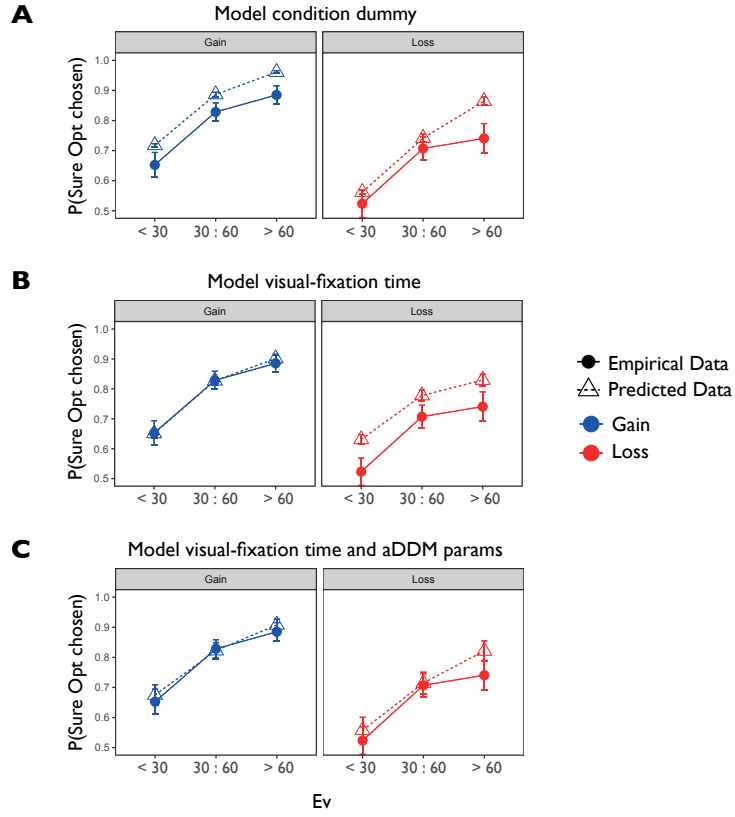 A
Model condition dummy
Gain
Loss
P(Sure Opt chosen)
1.0
0.9
0.8
0.7
0.6
0.5
< 30
30 : 60
> 60
< 30
30 : 60
> 60
B
Model visual-fixation time
Gain
Loss
P(Sure Opt chosen)
1.0
0.9
0.8
0.7
0.6
0.5
< 30
30 : 60
> 60
< 30
30 : 60
> 60
Empirical Data
Predicted Data
Gain
Loss
C
Model visual-fixation time and aDDM params
Gain
Loss
P(Sure Opt chosen)
1.0
0.9
0.8
0.7
0.6
0.5
< 30
30 : 60
> 60
< 30
30 : 60
> 60
Ev